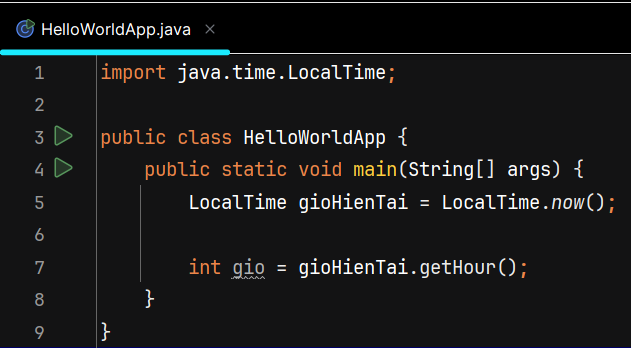 HelloWorldApp.java
1 import java.time.LocalTime;
2
3 public class HelloWorldApp {
4 public static void main(String[] args) {
5 LocalTime gioHienTai = LocalTime.now();
6
7 int gio = gioHienTai.getHour();
8 }
9 }